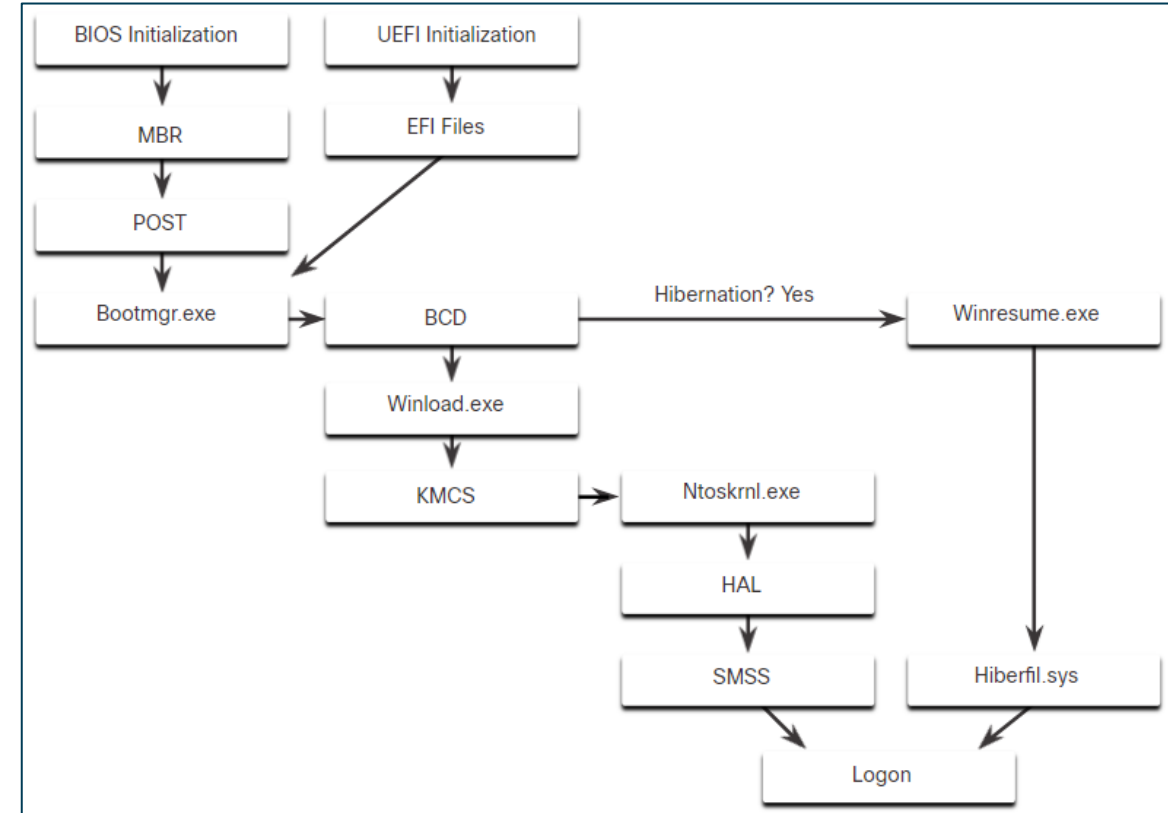 BIOS Initialization
UEFI Initialization
MBR
EFI Files
POST
Bootmgr.exe
BCD
Hibernation? Yes
Winresume.exe
Winload.exe
KMCS
Ntoskrnl.exe
HAL
SMSS
Hiberfil.sys
Logon